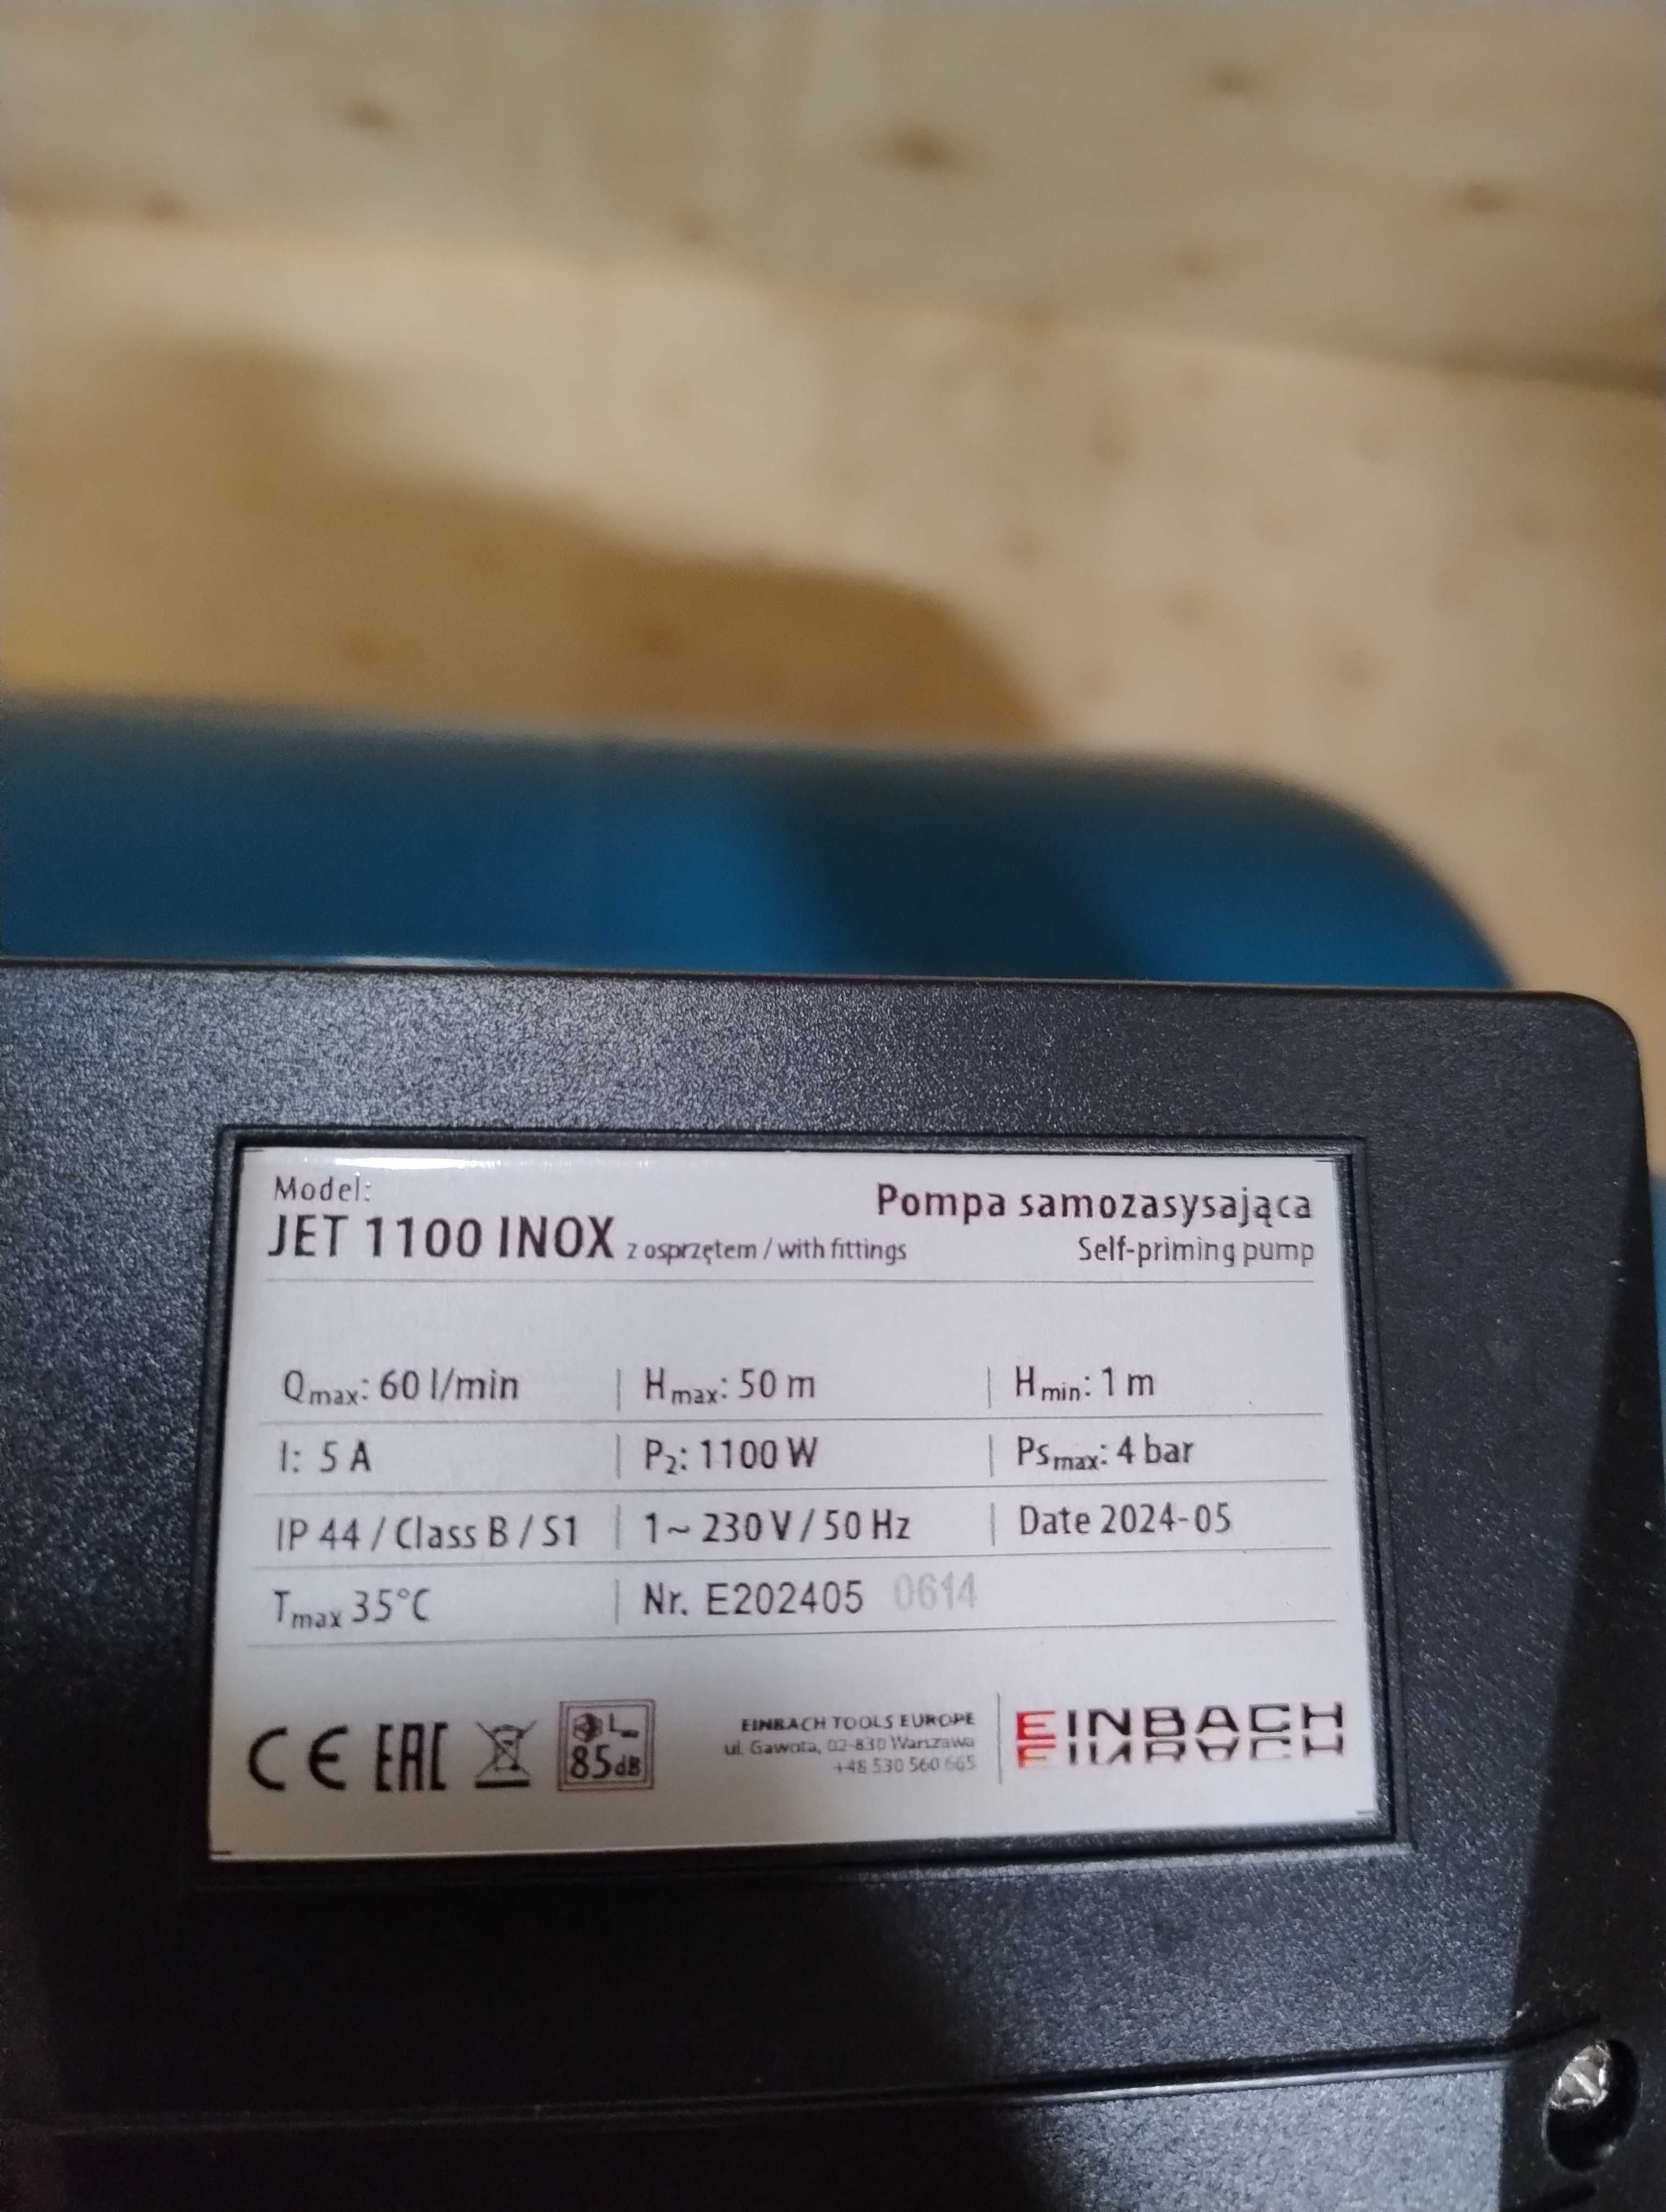 Model:
JET 1100 INOX z osprzętem / with fittings
Pompa samozasysająca
Self-priming pump
Qmax: 60 l/min | Hmax: 50 m | Hmin: 1 m
I: 5 A | P2: 1100 W | Psmax: 4 bar
IP 44 / Class B / S1 | 1~ 230 V / 50 Hz | Date 2024-05
Tmax 35°C | Nr. E202405 0614
CE EAC
85dB
EINBACH TOOLS EUROPE
ul. Gawota, 02-830 Warszawa
+48 530 560 665
EINBACH